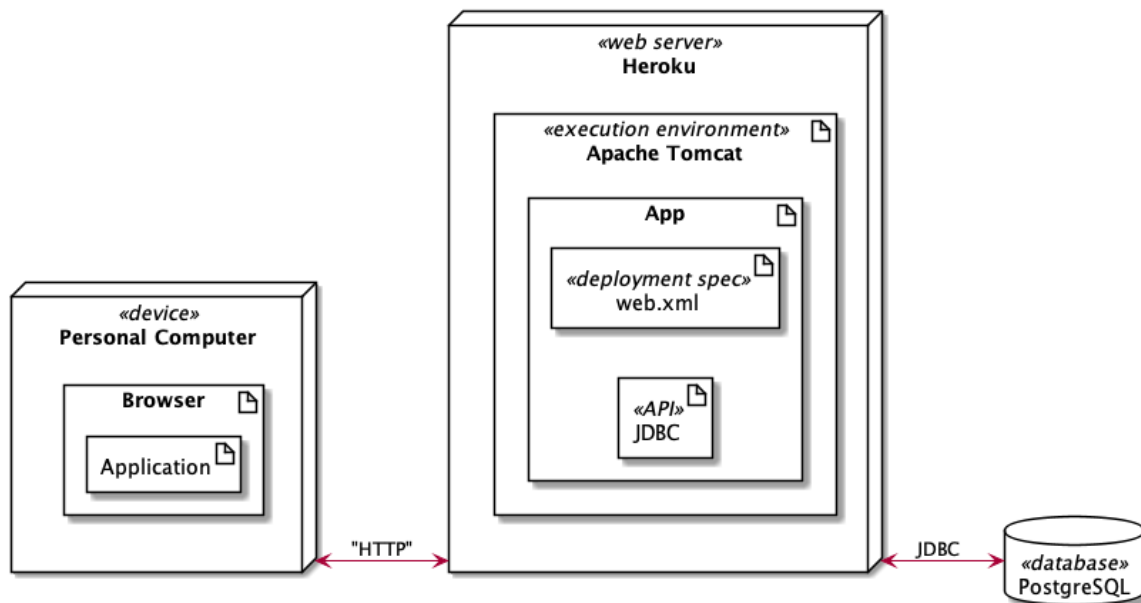 «web server»
Heroku
«execution environment»
Apache Tomcat
App
«deployment spec»
web.xml
«API»
JDBC
«device»
Personal Computer
Browser
Application
"HTTP"
JDBC
«database»
PostgreSQL